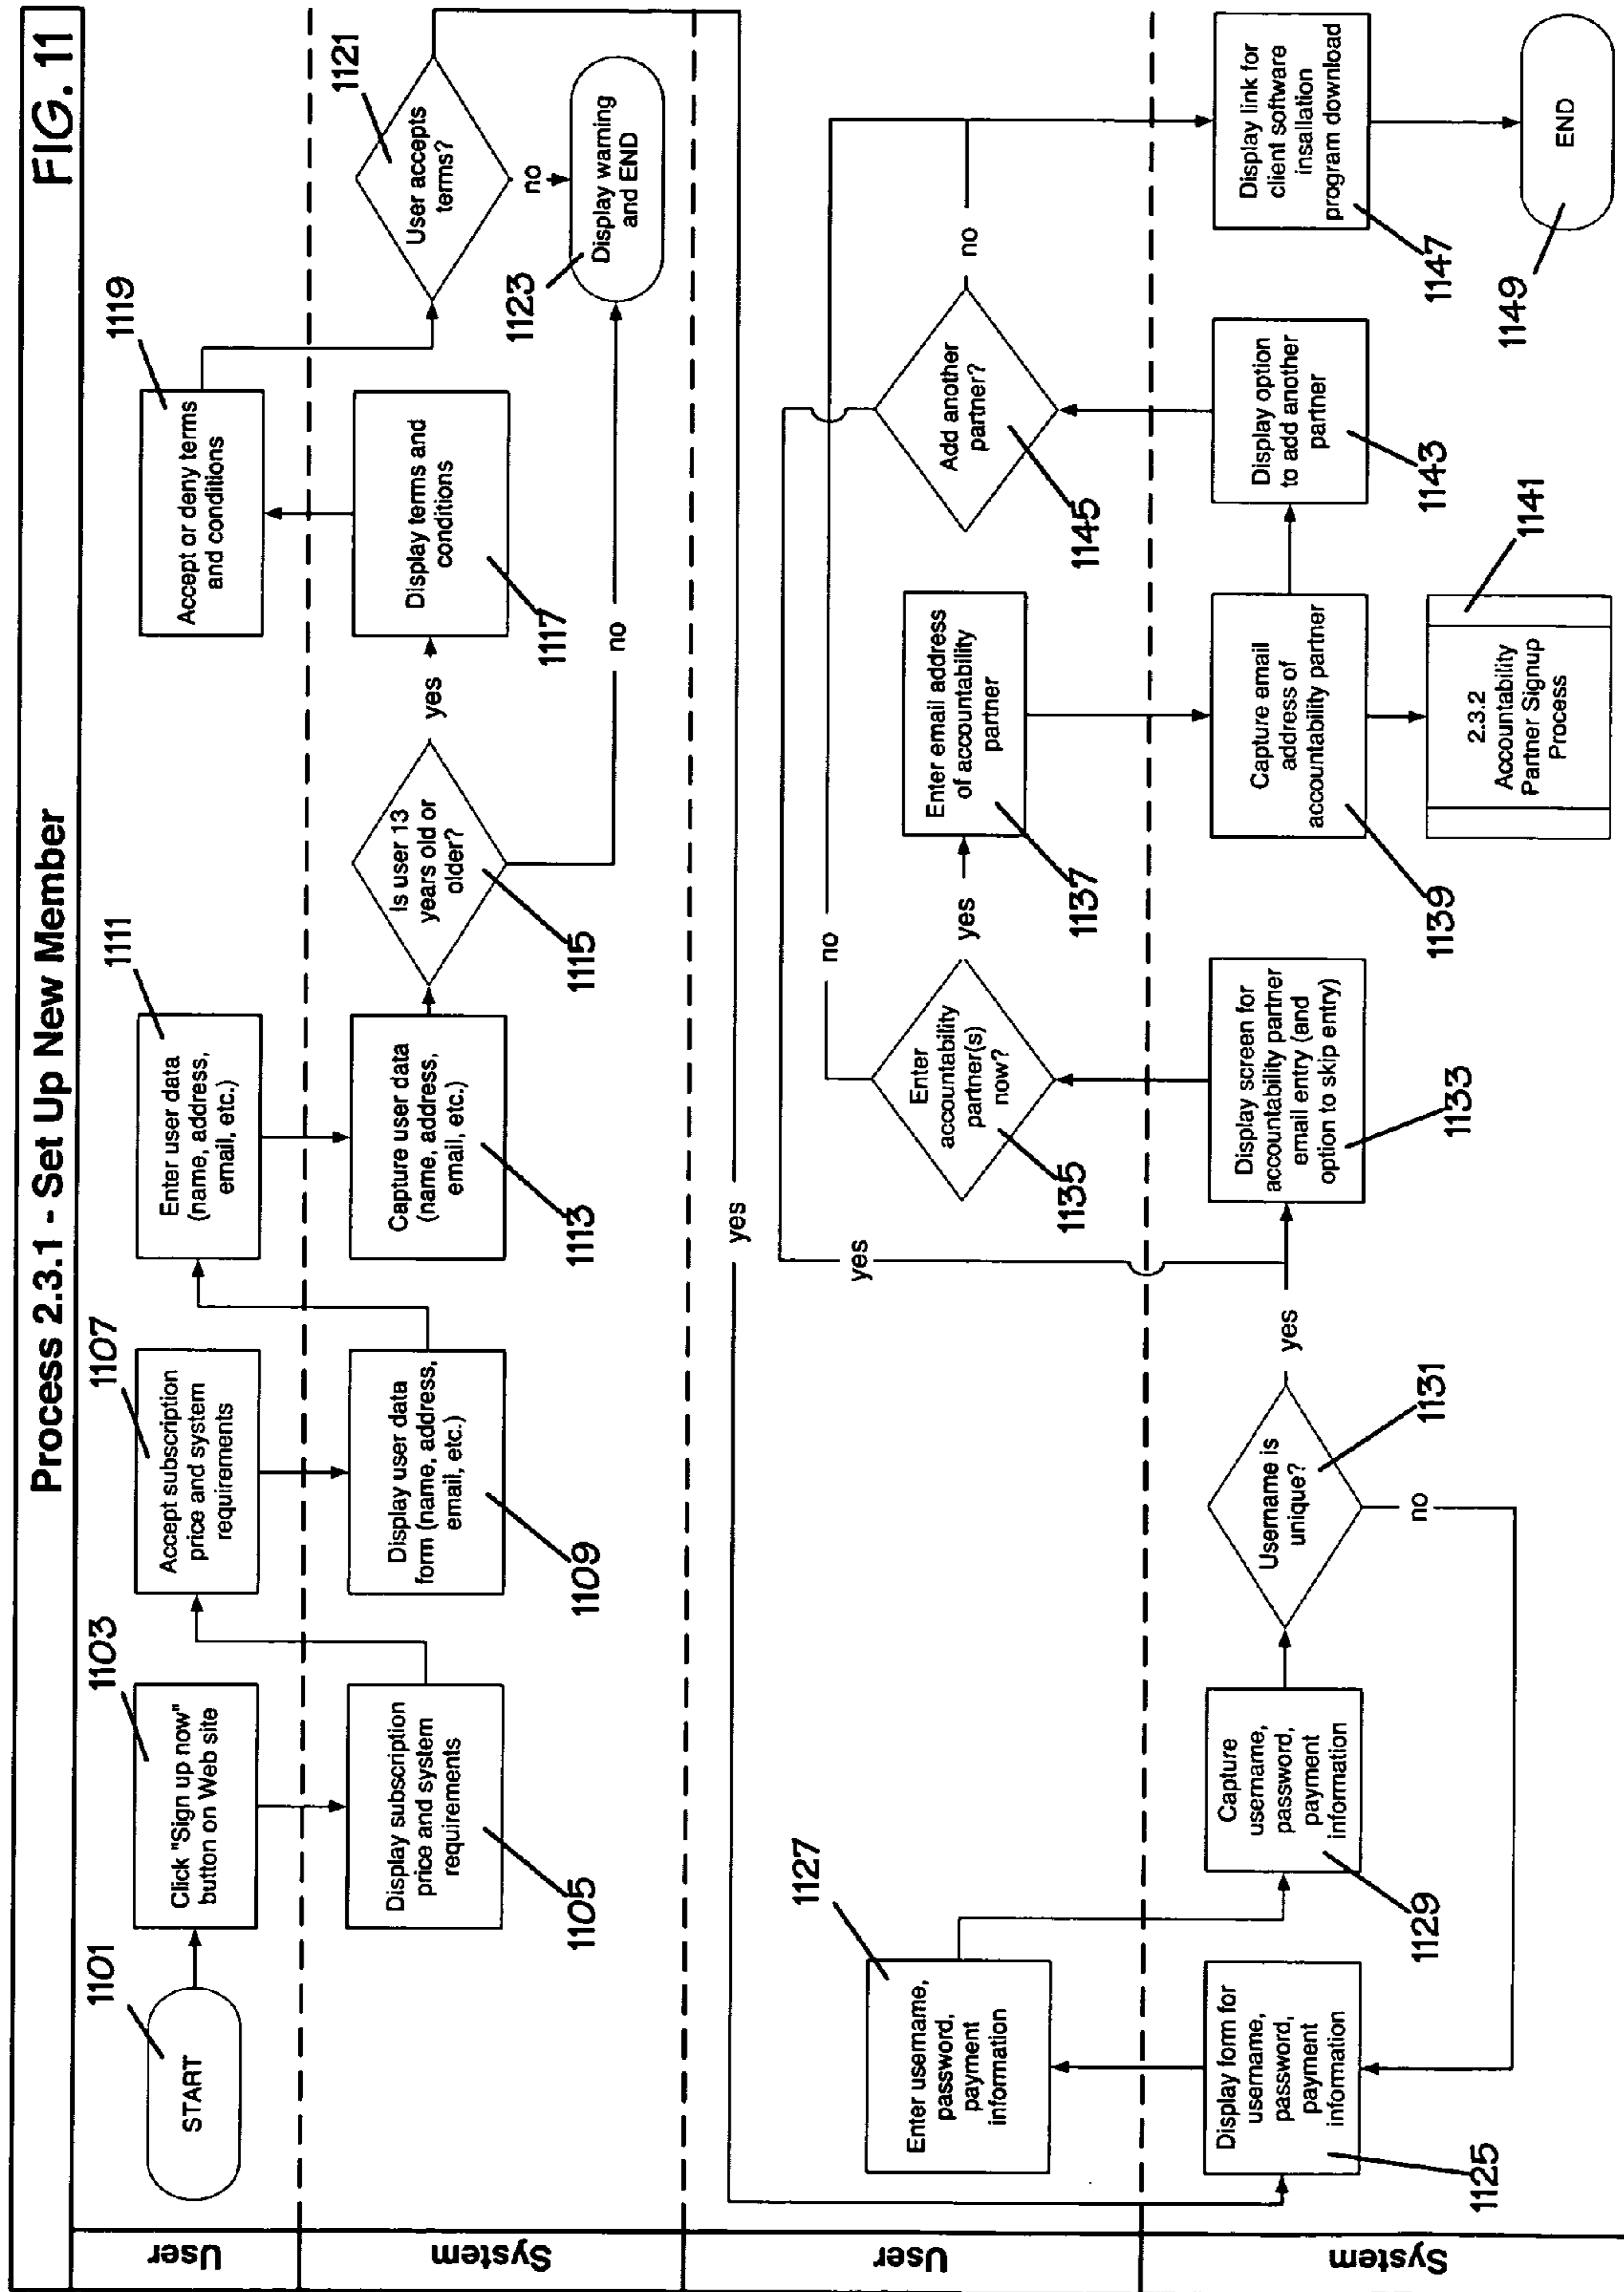 Process 2.3.1 - Set Up New Member
FIG. 11
User
1101
START
1103
Click "Sign up now"
button on Web site
1107
Accept subscription
price and system
requirements
1111
Enter user data
(name, address,
email, etc.)
1119
Accept or deny terms
and conditions
System
Display subscription
price and system
requirements
1105
Display user data
form (name, address,
email, etc.)
1109
Capture user data
(name, address,
email, etc.)
1113
Is user 13
years old or
older?
1115
yes
no
Display terms and
conditions
1117
User accepts
terms?
1121
no
Display warning
and END
1123
yes
User
Enter username,
password,
payment
information
1127
yes
Enter
accountability
partner(s)
now?
1135
no
yes
Enter email address
of accountability
partner
1137
Add another
partner?
1145
no
System
Display form for
username,
password,
payment
information
1125
Capture
username,
password,
payment
information
1129
Username is
unique?
1131
no
yes
Display screen for
accountability partner
email entry (and
option to skip entry)
1133
Capture email
address of
accountability partner
1139
2.3.2
Accountability
Partner Signup
Process
1141
Display option
to add another
partner
1143
Display link for
client software
insallation
program download
1147
END
1149